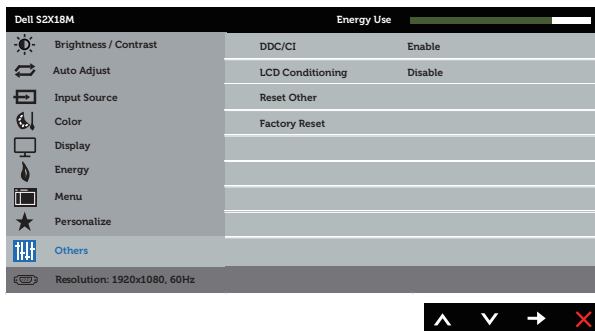 Dell S2X18M Energy Use
Brightness / Contrast DDC/CI Enable
Auto Adjust LCD Conditioning Disable
Input Source Reset Other
Color Factory Reset
Display
Energy
Menu
Personalize
Others
Resolution: 1920x1080, 60Hz